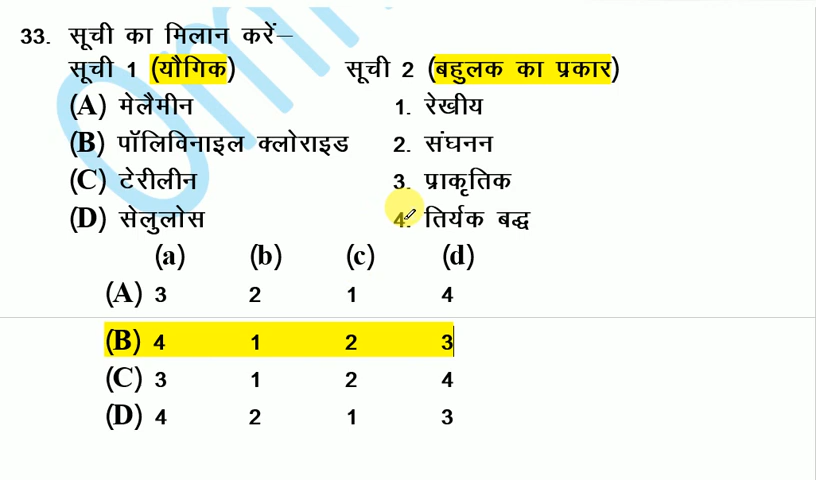 33. सूची का मिलान करें–
सूची 1 (यौगिक) सूची 2 (बहुलक का प्रकार)
(A) मेलैमीन 1. रेखीय
(B) पॉलिविनाइल क्लोराइड 2. संघनन
(C) टेरीलीन 3. प्राकृतिक
(D) सेलुलोस 4. तिर्यक बद्ध
(a) (b) (c) (d)
(A) 3 2 1 4
(B) 4 1 2 3
(C) 3 1 2 4
(D) 4 2 1 3